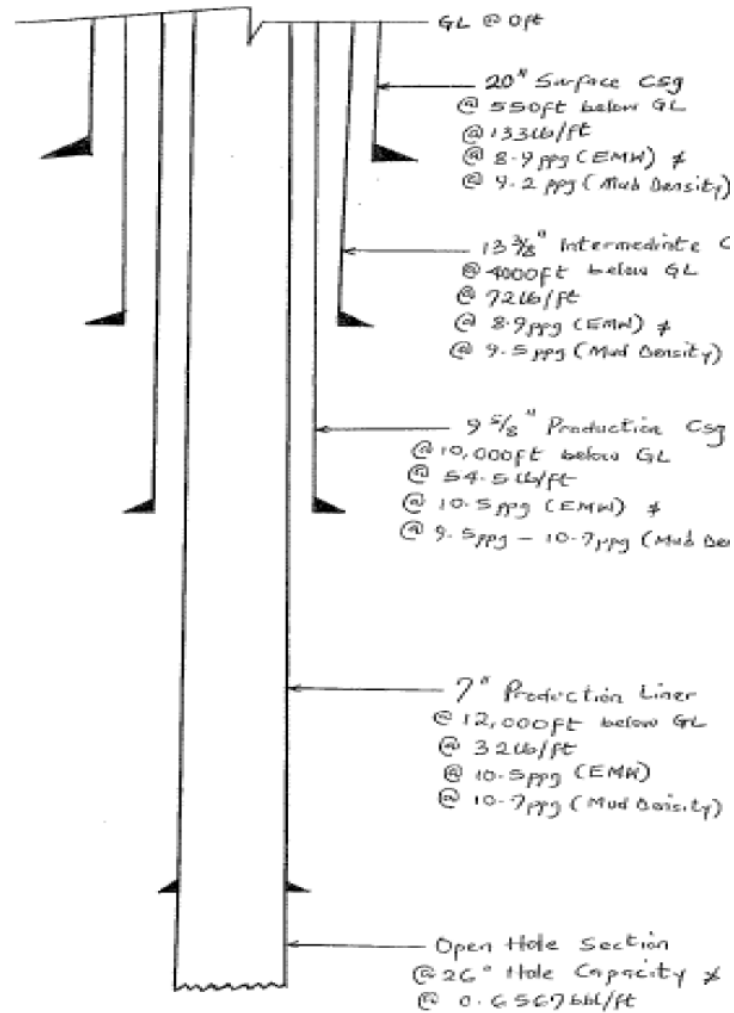 GL @ 0ft
20" Surface Csg
@ 550ft below GL
@ 133lb/ft
@ 8.9ppg (EMW) &
@ 9.2 ppg (Mud Density)
13 3/8" Intermediate C
@ 4000ft below GL
@ 72lb/ft
@ 8.9ppg (EMW) &
@ 9.5ppg (Mud Density)
9 5/8" Production Csg
@ 10,000ft below GL
@ 54.5lb/ft
@ 10.5ppg (EMW) &
@ 9.5ppg – 10.7ppg (Mud Den
7" Production Liner
@ 12,000ft below GL
@ 32lb/ft
@ 10.5ppg (EMW)
@ 10.7ppg (Mud Density)
Open Hole Section
@ 26" Hole Capacity &
@ 0.6567bbl/ft